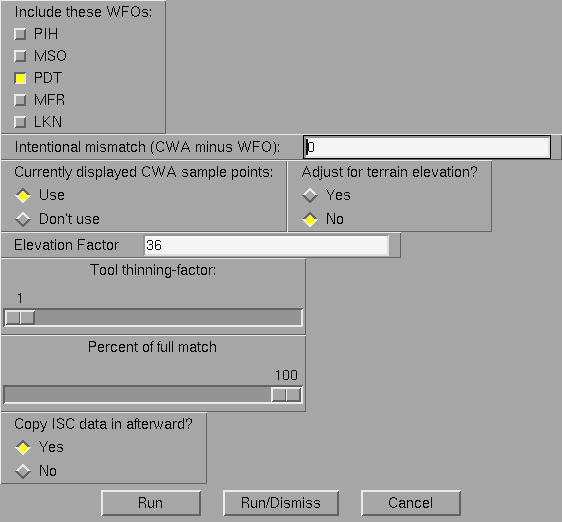 Include these WFOs:
PIH
MSO
PDT
MFR
LKN
Intentional mismatch (CWA minus WFO): 0
Currently displayed CWA sample points:
Use
Don't use
Adjust for terrain elevation?
Yes
No
Elevation Factor 36
Tool thinning-factor:
1
Percent of full match
100
Copy ISC data in afterward?
Yes
No
Run Run/Dismiss Cancel